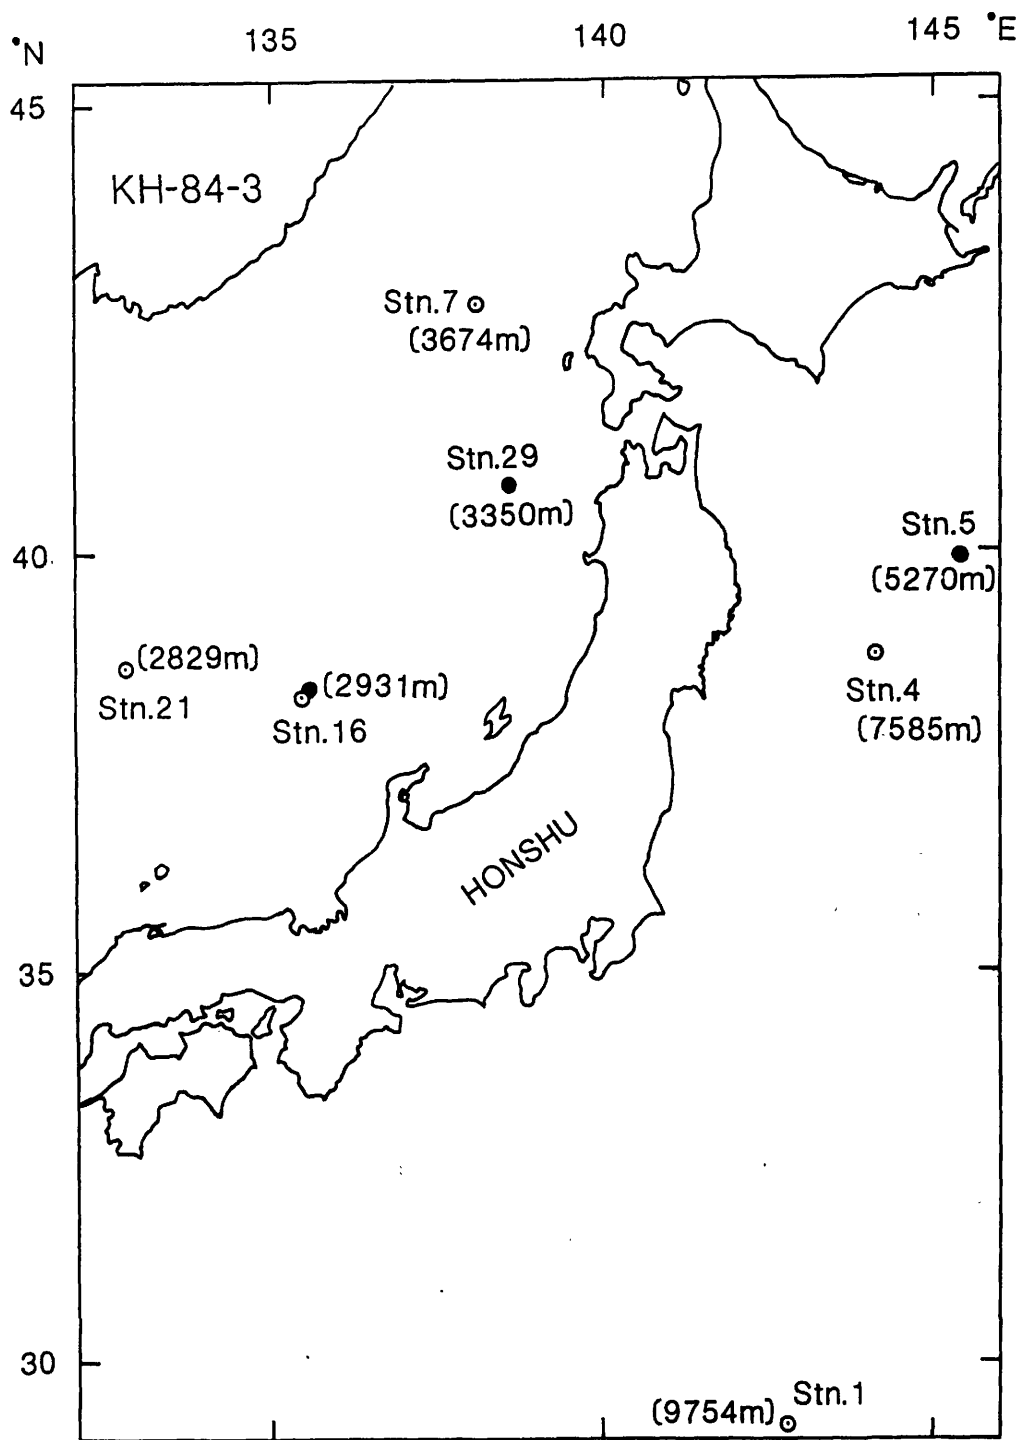 °N 135 140 145 °E
45
KH-84-3
Stn.7
(3674m)
Stn.29
(3350m)
Stn.5
40
(5270m)
(2829m)
Stn.21
(2931m)
Stn.16
Stn.4
(7585m)
HONSHU
35
30
Stn.1
(9754m)